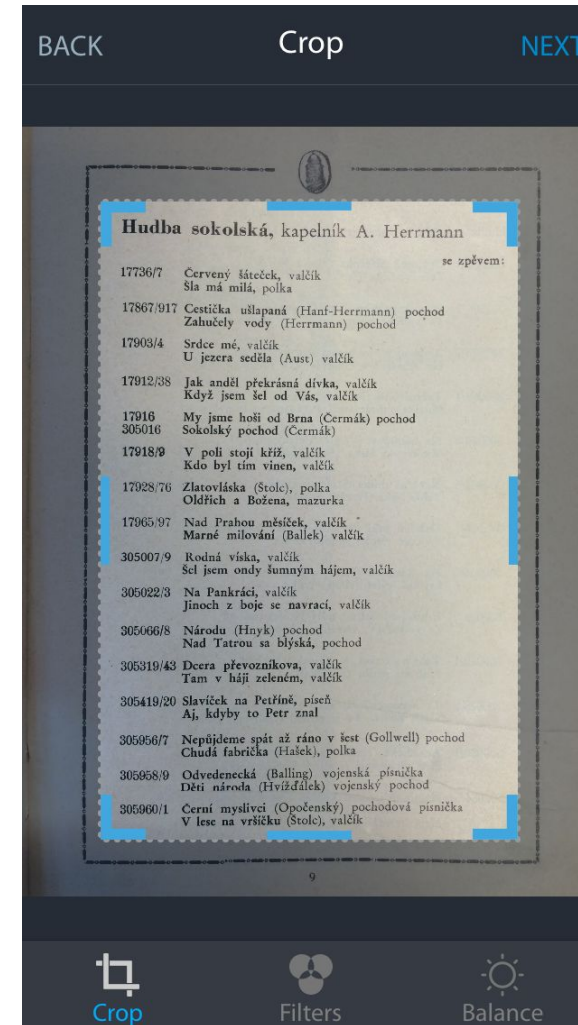 BACK Crop NEXT
Hudba sokolská, kapelník A. Herrmann
se zpěvem:
17736/7 Červený šáteček, valčík
Šla má milá, polka
17867/917 Cestička ušlapaná (Hanf-Herrmann) pochod
Zahučely vody (Herrmann) pochod
17903/4 Srdce mé, valčík
U jezera seděla (Aust) valčík
17912/38 Jak anděl překrásná dívka, valčík
Když jsem šel od Vás, valčík
17916 My jsme hoši od Brna (Čermák) pochod
305016 Sokolský pochod (Čermák)
17918/9 V poli stojí kříž, valčík
Kdo byl tím vinen, valčík
17928/76 Zlatovláska (Štolc), polka
Oldřich a Božena, mazurka
17965/97 Nad Prahou měsíček, valčík
Marné milování (Ballek) valčík
305007/9 Rodná víska, valčík
Šel jsem ondy šumným hájem, valčík
305022/3 Na Pankráci, valčík
Jinoch z boje se navrací, valčík
305066/8 Národu (Hnyk) pochod
Nad Tatrou sa blýská, pochod
305319/43 Dcera převozníkova, valčík
Tam v háji zeleném, valčík
305419/20 Slavíček na Petříně, píseň
Aj, kdyby to Petr znal
305956/7 Nepůjdeme spát až ráno v šest (Gollwell) pochod
Chudá fabrička (Hašek), polka
305958/9 Odvedenecká (Balling) vojenská písnička
Děti národa (Hvížďálek) vojenský pochod
305960/1 Černí myslivci (Opočenský) pochodová písnička
V lese na vršíčku (Štolc), valčík
9
Crop Filters Balance